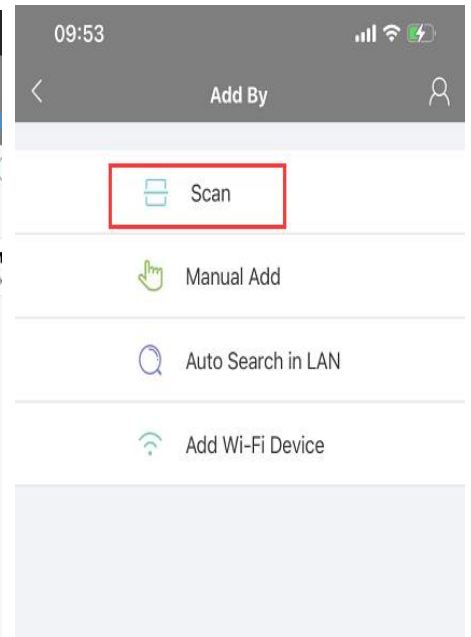 09:53
Add By
Scan
Manual Add
Auto Search in LAN
Add Wi-Fi Device